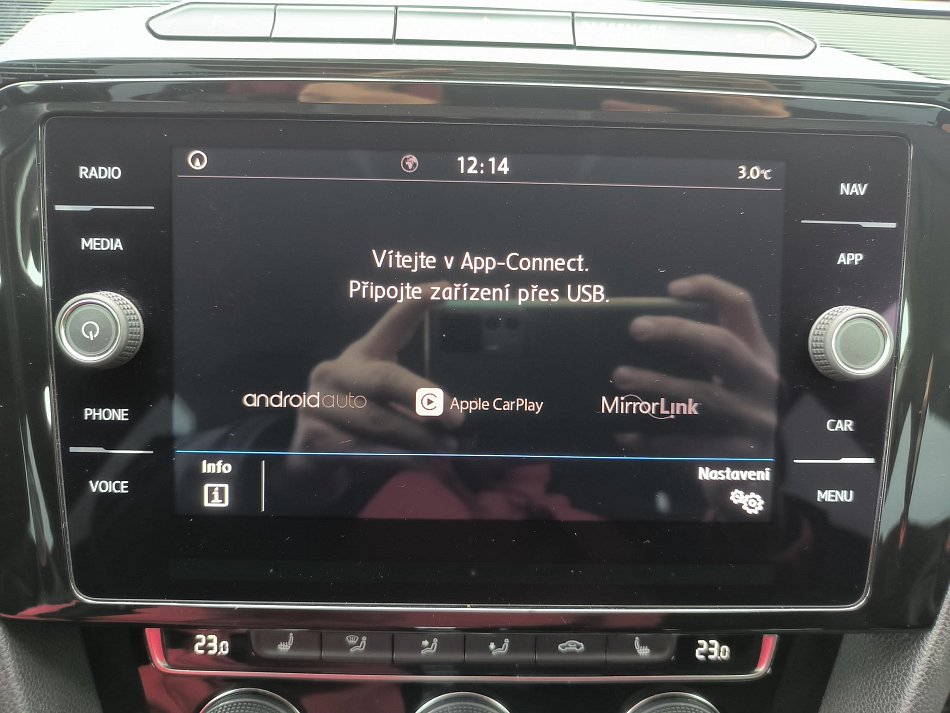 12:14
3.0°C
RADIO
MEDIA
PHONE
VOICE
Vítejte v App-Connect.
Připojte zařízení přes USB.
androidauto
Apple CarPlay
MirrorLink
Info
i
Nastavení
NAV
APP
CAR
MENU
23.0
23.0